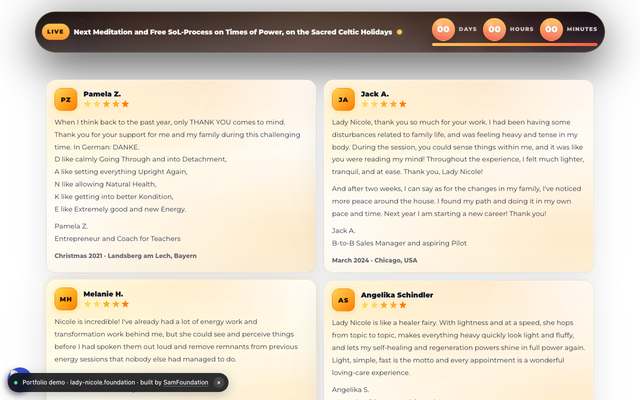 LIVE Next Meditation and Free SoL-Process on Times of Power, on the Sacred Celtic Holidays 00 DAYS 00 HOURS 00 MINUTES
PZ Pamela Z.
When I think back to the past year, only THANK YOU comes to mind.
Thank you for your support for me and my family during this challenging
time. In German: DANKE.
D like calmly Going Through and into Detachment,
A like setting everything Upright Again,
N like allowing Natural Health,
K like getting into better Kondition,
E like Extremely good and new Energy.
Pamela Z.
Entrepreneur and Coach for Teachers
Christmas 2021 · Landsberg am Lech, Bayern
JA Jack A.
Lady Nicole, thank you so much for your work. I had been having some
disturbances related to family life, and was feeling heavy and tense in my
body. During the session, you could sense things within me, and it was like
you were reading my mind! Throughout the experience, I felt much lighter,
tranquil, and at ease. Thank you, Lady Nicole!
And after two weeks, I can say as for the changes in my family, I've noticed
more peace around the house. I found my path and doing it in my own
pace and time. Next year I am starting a new career! Thank you!
Jack A.
B-to-B Sales Manager and aspiring Pilot
March 2024 · Chicago, USA
MH Melanie H.
Nicole is incredible! I've already had a lot of energy work and
transformation work behind me, but she could see and perceive things
before I had spoken them out loud and remove remnants from previous
energy sessions that nobody else had managed to do.
AS Angelika Schindler
Lady Nicole is like a healer fairy. With lightness and at a speed, she hops
from topic to topic, makes everything heavy quickly look light and fluffy,
and lets my self-healing and regeneration powers shine in full power again.
Light, simple, fast is the motto and every appointment is a wonderful
loving-care experience.
Angelika S.
Portfolio demo · lady-nicole.foundation · built by SamFoundation ×